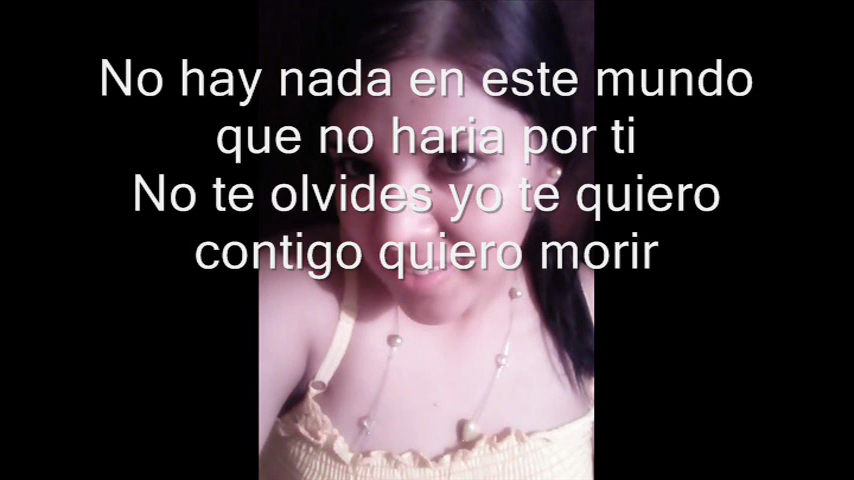 No hay nada en este mundo
que no haria por ti
No te olvides yo te quiero
contigo quiero morir